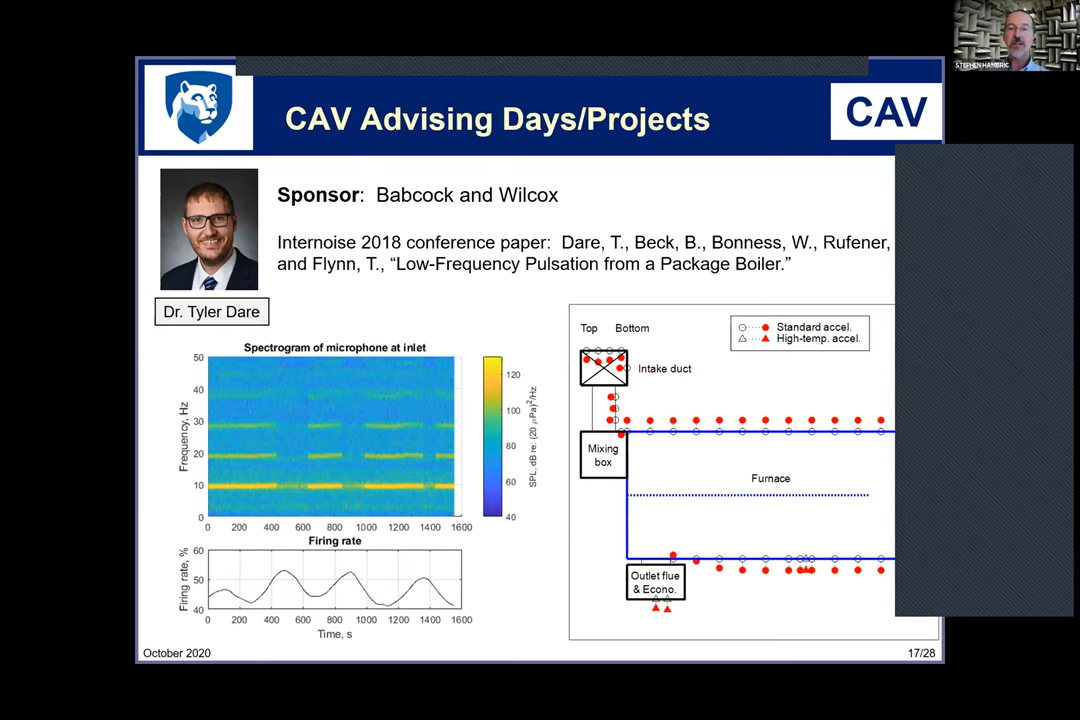 STEPHEN HAMBRIC
CAV Advising Days/Projects
CAV
Sponsor: Babcock and Wilcox
Internoise 2018 conference paper: Dare, T., Beck, B., Bonness, W., Rufener,
and Flynn, T., “Low-Frequency Pulsation from a Package Boiler.”
Dr. Tyler Dare
Spectrogram of microphone at inlet
50
40
30
20
10
0
Frequency, Hz
0 200 400 600 800 1000 1200 1400 1600
120
100
80
60
40
SPL, dB re: (20 μPa)²/Hz
Firing rate
60
50
40
Firing rate, %
0 200 400 600 800 1000 1200 1400 1600
Time, s
Top Bottom
Standard accel.
High-temp. accel.
Intake duct
Mixing
box
Furnace
Outlet flue
& Econo.
October 2020
17/28